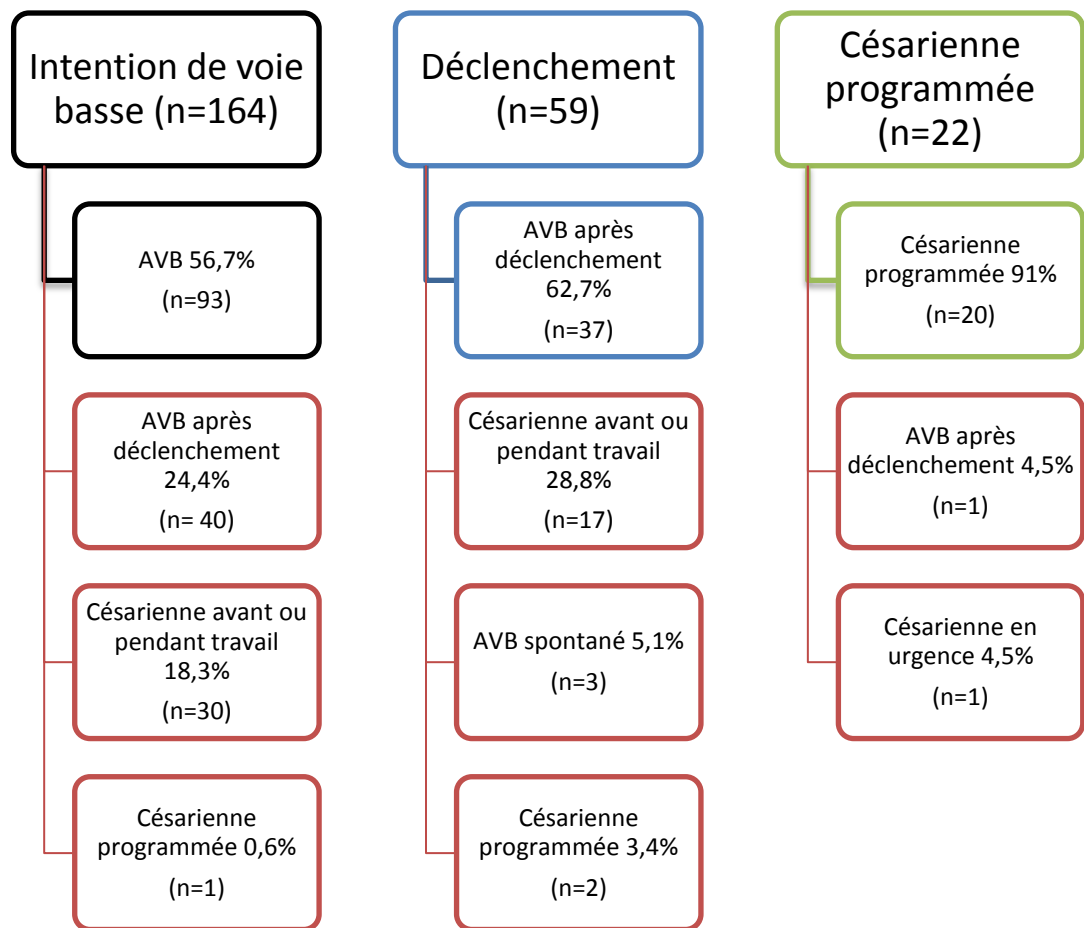 Intention de voie
basse (n=164)
AVB 56,7%
(n=93)
AVB après
déclenchement
24,4%
(n= 40)
Césarienne avant ou
pendant travail
18,3%
(n=30)
Césarienne
programmée 0,6%
(n=1)
Déclenchement
(n=59)
AVB après
déclenchement
62,7%
(n=37)
Césarienne avant ou
pendant travail
28,8%
(n=17)
AVB spontané 5,1%
(n=3)
Césarienne
programmée 3,4%
(n=2)
Césarienne
programmée
(n=22)
Césarienne
programmée 91%
(n=20)
AVB après
déclenchement 4,5%
(n=1)
Césarienne en
urgence 4,5%
(n=1)